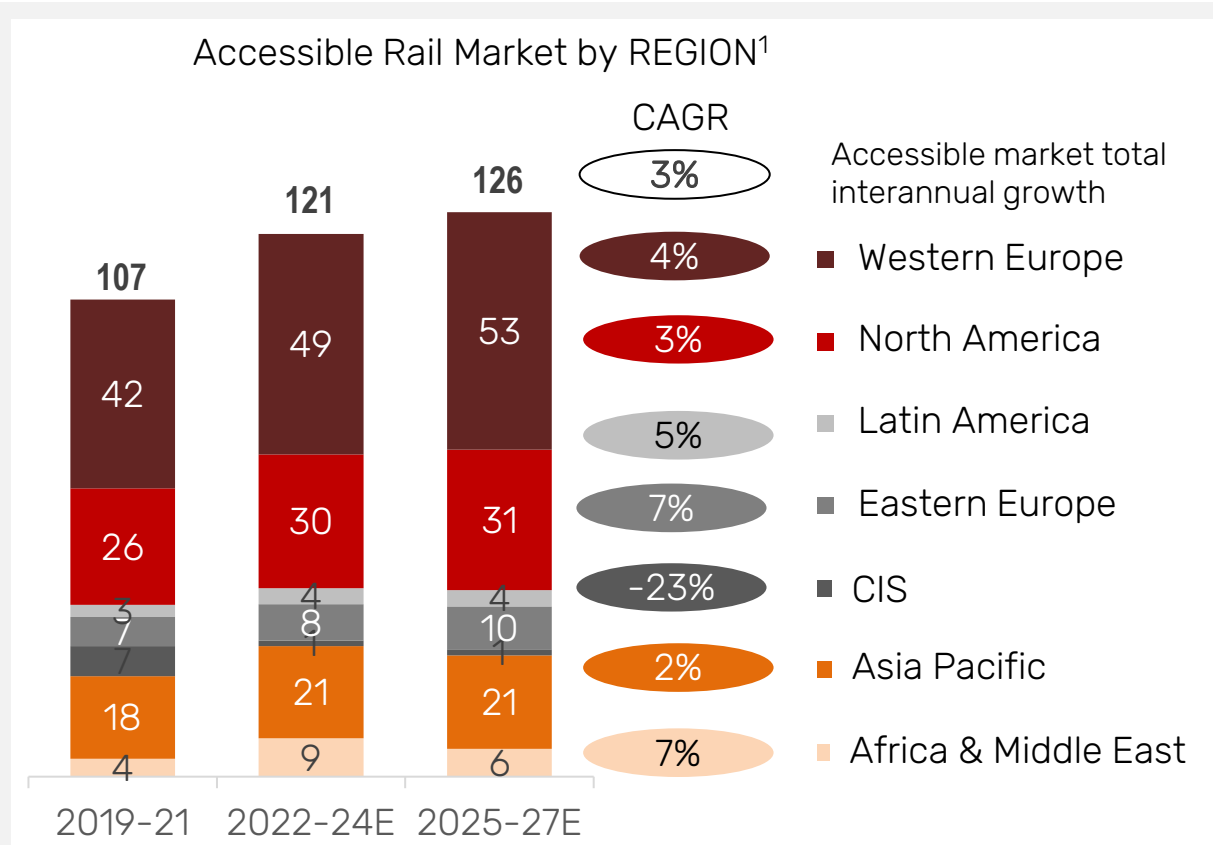 Accessible Rail Market by REGION¹
CAGR
3%
Accessible market total
interannual growth
107
121
126
4%
Western Europe
42
49
53
3%
North America
26
30
31
5%
Latin America
3
4
4
7%
Eastern Europe
7
8
10
-23%
CIS
7
1
1
2%
Asia Pacific
18
21
21
7%
Africa & Middle East
4
9
6
2019-21
2022-24E
2025-27E